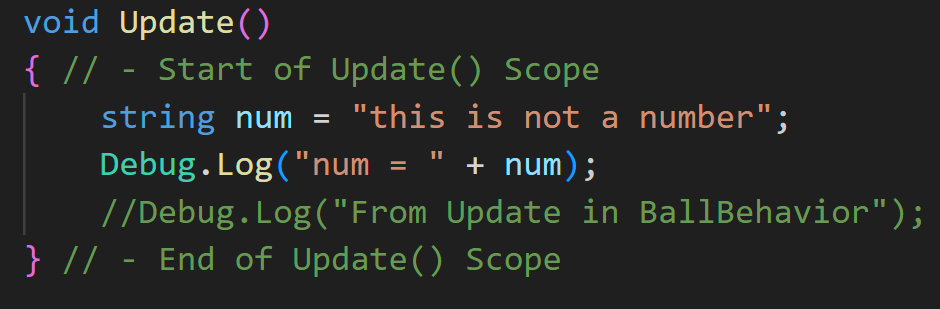 void Update()
{ // - Start of Update() Scope
string num = "this is not a number";
Debug.Log("num = " + num);
//Debug.Log("From Update in BallBehavior");
} // - End of Update() Scope